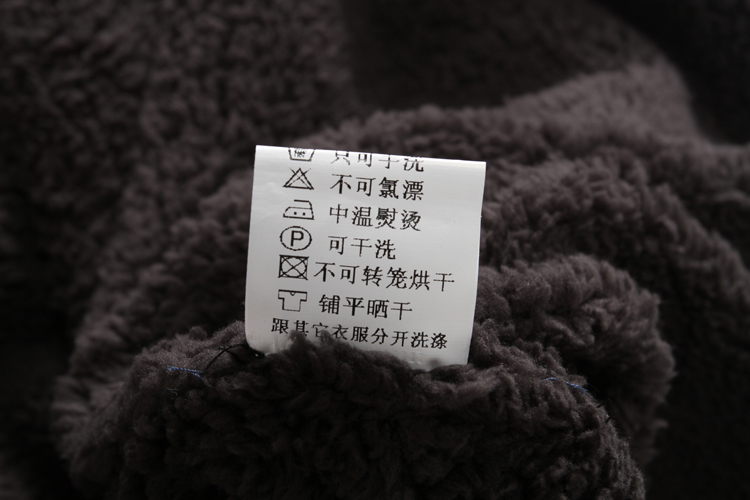 只可手洗
不可氯漂
中温熨烫
P 可干洗
不可转笼烘干
铺平晒干
跟其它衣服分开洗涤